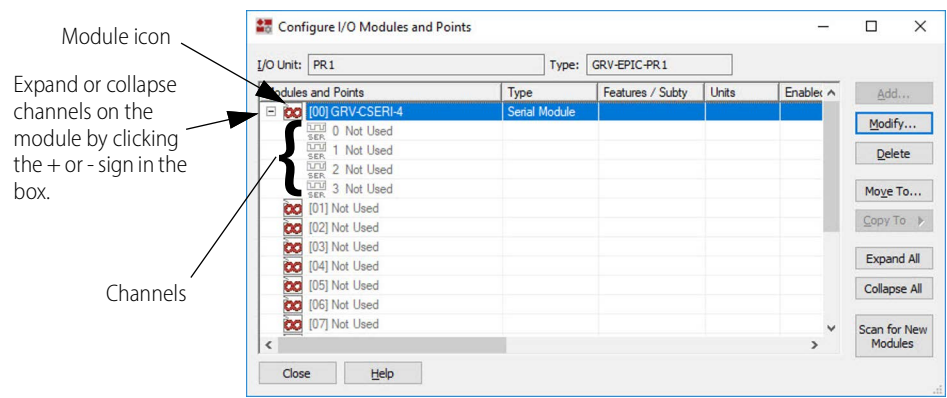 Module icon
Expand or collapse
channels on the
module by clicking
the + or - sign in the
box.
Channels
Configure I/O Modules and Points
I/O Unit: PR1 Type: GRV-EPIC-PR1
Modules and Points Type Features / Subty Units Enabled
[00] GRV-CSERI-4 Serial Module
SER. 0 Not Used
SER. 1 Not Used
SER. 2 Not Used
SER. 3 Not Used
[01] Not Used
[02] Not Used
[03] Not Used
[04] Not Used
[05] Not Used
[06] Not Used
[07] Not Used
Add...
Modify...
Delete
Move To...
Copy To
Expand All
Collapse All
Scan for New
Modules
Close Help